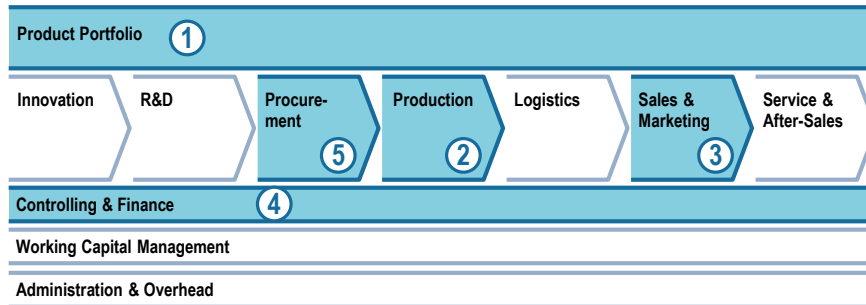 Product Portfolio 1
Innovation R&D Procure- Production Logistics Sales & Service &
ment Marketing After-Sales
5 2 3
Controlling & Finance 4
Working Capital Management
Administration & Overhead